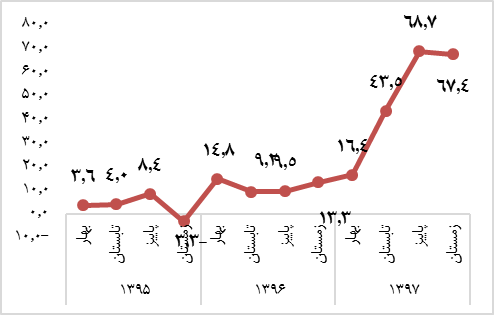 ۸۰,۰
۷۰,۰
۶۰,۰
۵۰,۰
۴۰,۰
۳۰,۰
۲۰,۰
۱۰,۰
۰,۰
-۱۰,۰
۳,۶
۴,۰
۸,۴
۱۴,۸
۹,۵
۱۳,۳
۱۶,۴
۴۳,۵
۶۸,۷
۶۷,۴
بهار
تابستان
پاییز
زمستان
بهار
تابستان
پاییز
زمستان
بهار
تابستان
پاییز
زمستان
۱۳۹۵
۱۳۹۶
۱۳۹۷